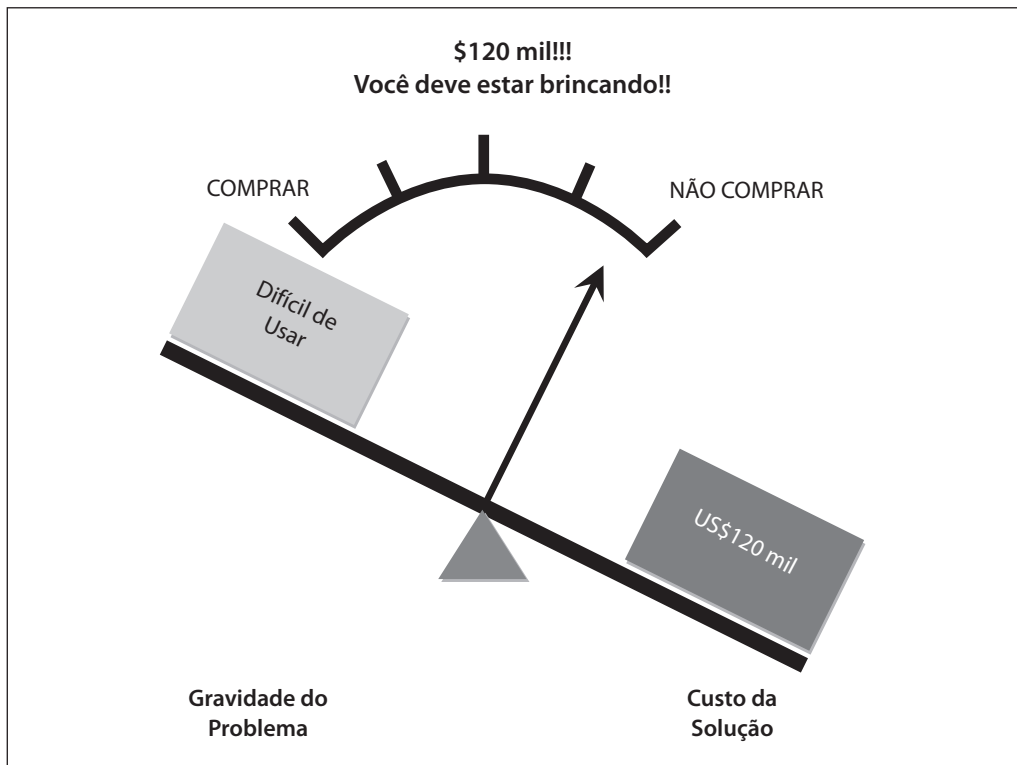 $120 mil!!!
Você deve estar brincando!!
COMPRAR
NÃO COMPRAR
Difícil de
Usar
US$120 mil
Gravidade do
Problema
Custo da
Solução